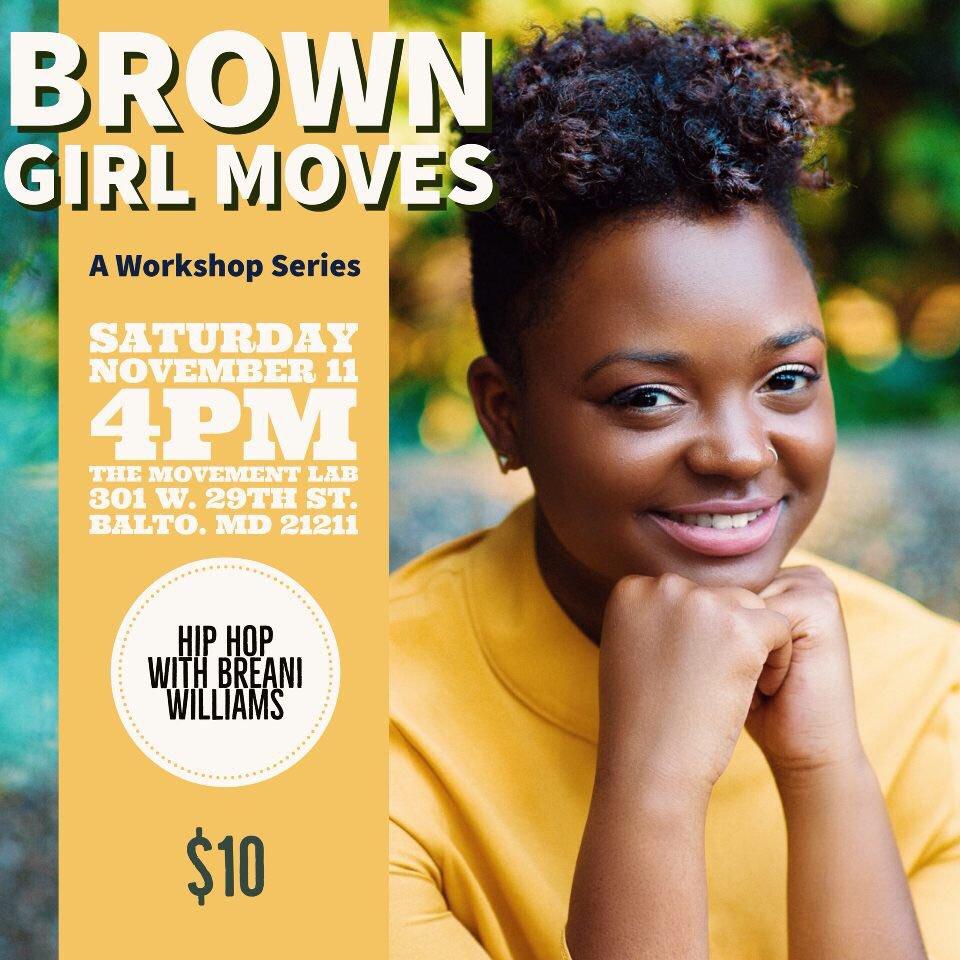 BROWN
GIRL MOVES
A Workshop Series
SATURDAY
NOVEMBER 11
4PM
THE MOVEMENT LAB
301 W. 29TH ST.
BALTO. MD 21211
HIP HOP
WITH BREANI
WILLIAMS
$10